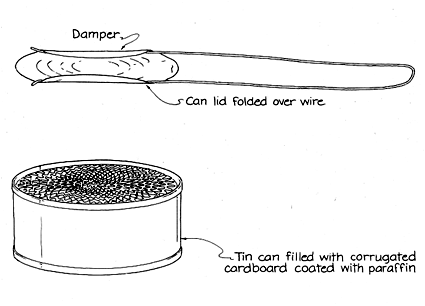 Damper
Can lid folded over wire
Tin can filled with corrugated
cardboard coated with paraffin